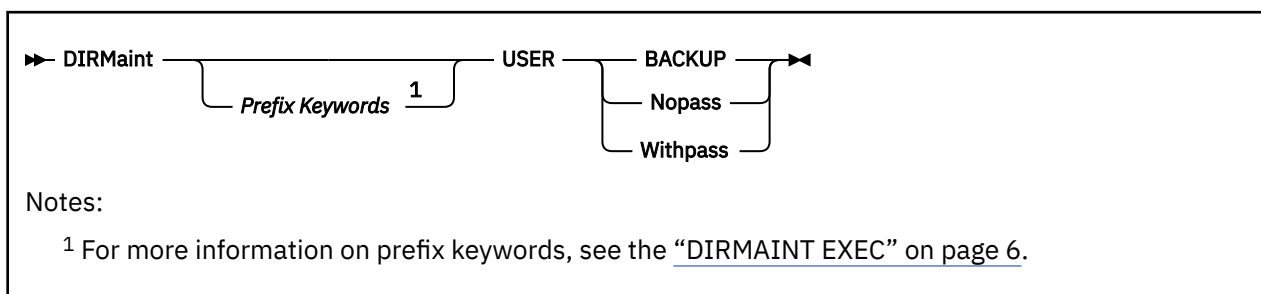 DIRMaint Prefix Keywords 1 USER BACKUP
Nopass
Withpass
Notes:
1 For more information on prefix keywords, see the “DIRMAINT EXEC” on page 6.